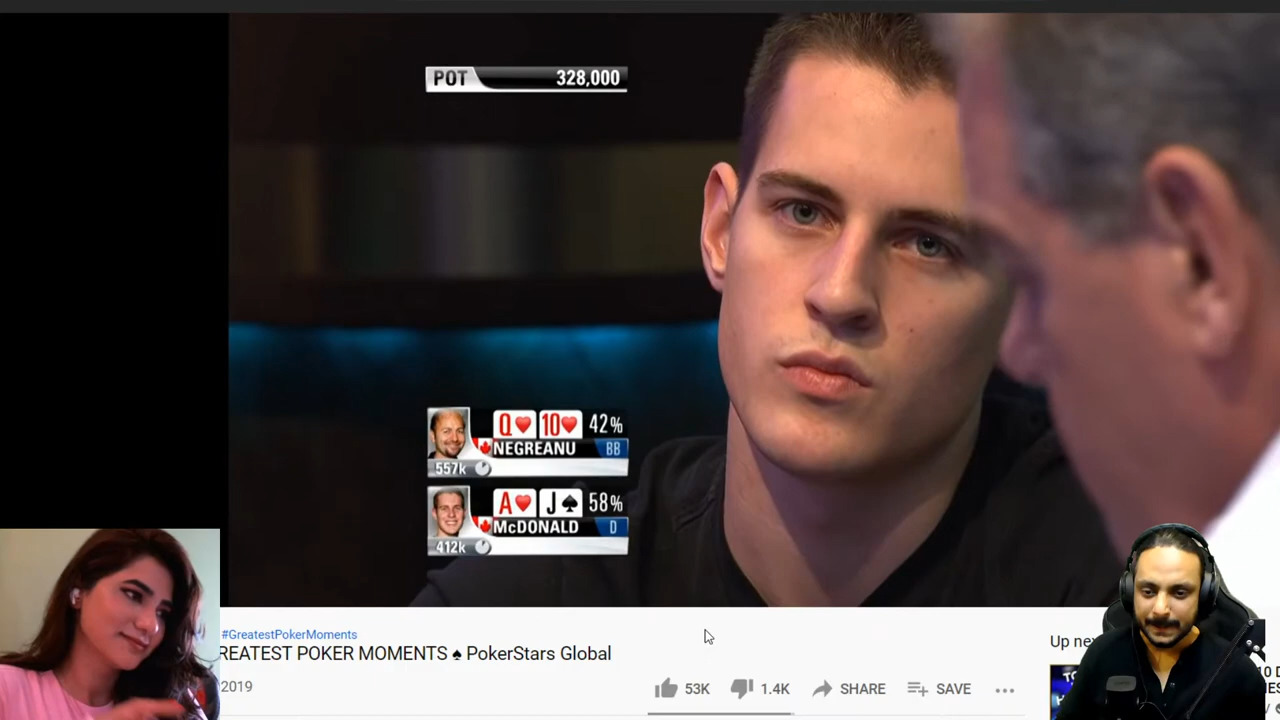 POT 328,000
Q♥ 10♥ 42%
NEGREANU BB
557k
A♥ J♠ 58%
McDONALD D
412k
#GreatestPokerMoments
REATEST POKER MOMENTS ♠ PokerStars Global
2019
53K 1.4K SHARE SAVE ...
Up ne
10 D